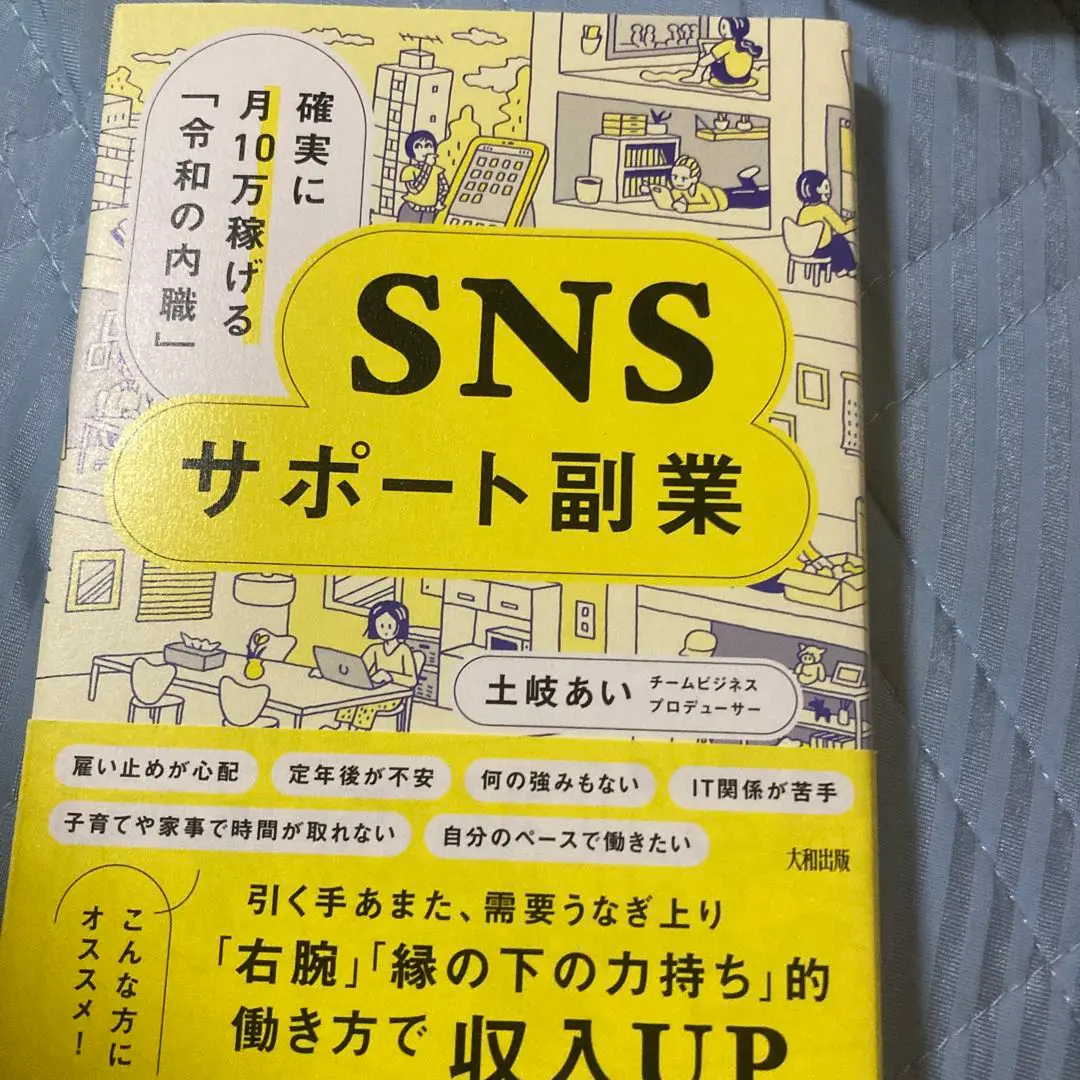 確実に
月10万稼げる
「令和の内職」
SNS
サポート副業
土岐あい
チームビジネス
プロデューサー
雇い止めが心配
定年後が不安
何の強みもない
IT関係が苦手
子育てや家事で時間が取れない
自分のペースで働きたい
大和出版
こんな方に
オススメ!
引く手あまた、需要うなぎ上り
「右腕」「縁の下の力持ち」的
働き方で 収入UP